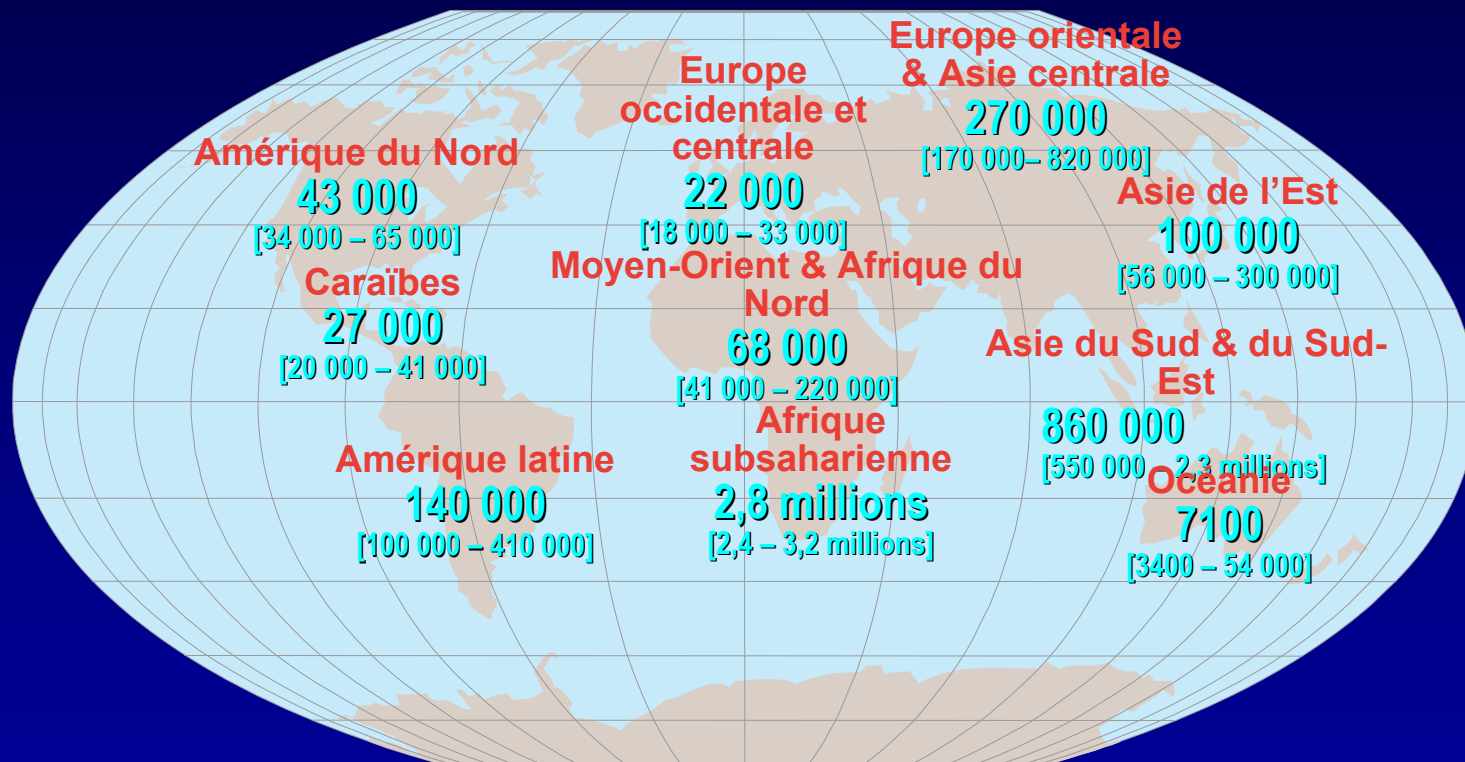 Europe orientale
& Asie centrale
270 000
[170 000– 820 000]
Europe
occidentale et
centrale
22 000
[18 000 – 33 000]
Amérique du Nord
43 000
[34 000 – 65 000]
Asie de l’Est
100 000
[56 000 – 300 000]
Caraïbes
27 000
[20 000 – 41 000]
Moyen-Orient & Afrique du
Nord
68 000
[41 000 – 220 000]
Asie du Sud & du Sud-
Est
860 000
[550 000 – 2,3 millions]
Amérique latine
140 000
[100 000 – 410 000]
Afrique
subsaharienne
2,8 millions
[2,4 – 3,2 millions]
Océanie
7100
[3400 – 54 000]